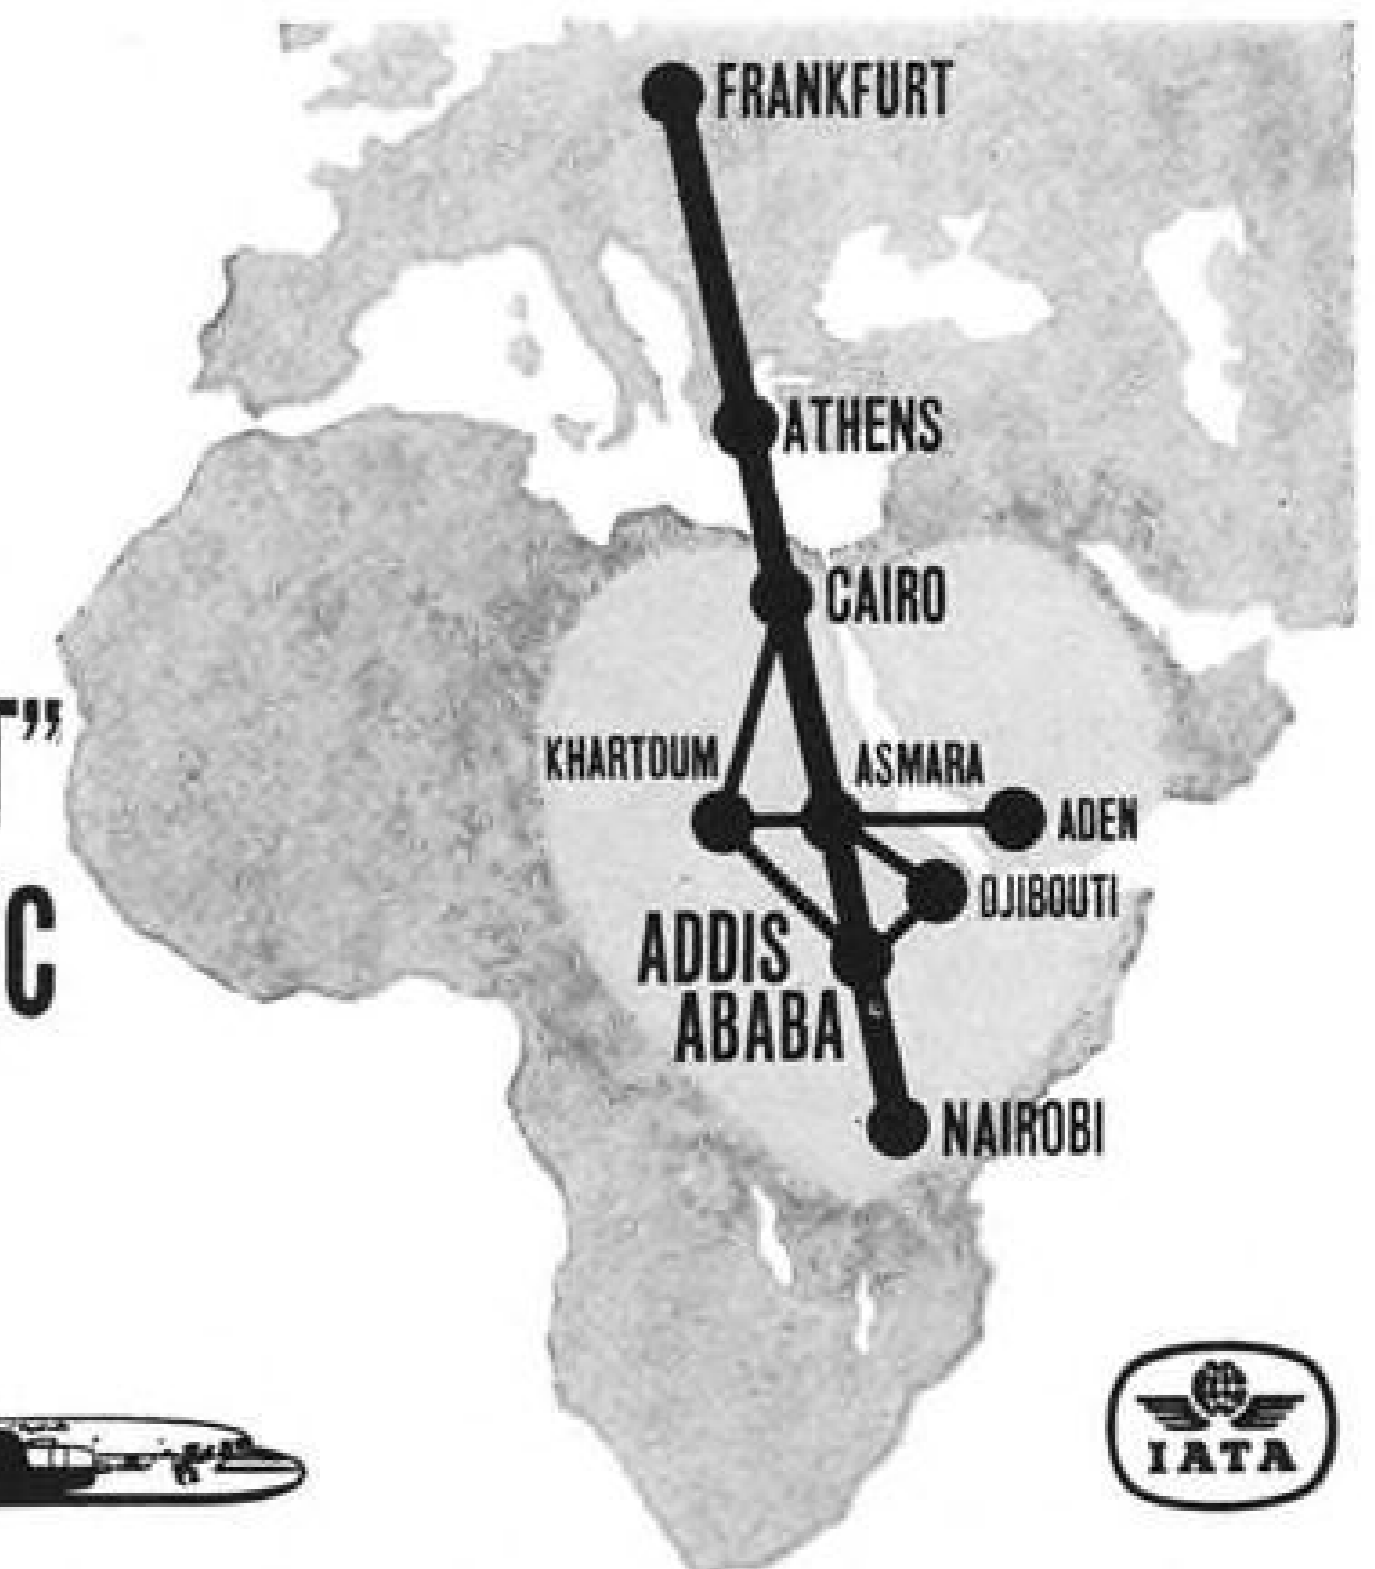 FRANKFURT
ATHENS
CAIRO
KHARTOUM
ASMARA
ADEN
DJIBOUTI
ADDIS
ABABA
NAIROBI
T”
C
IATA